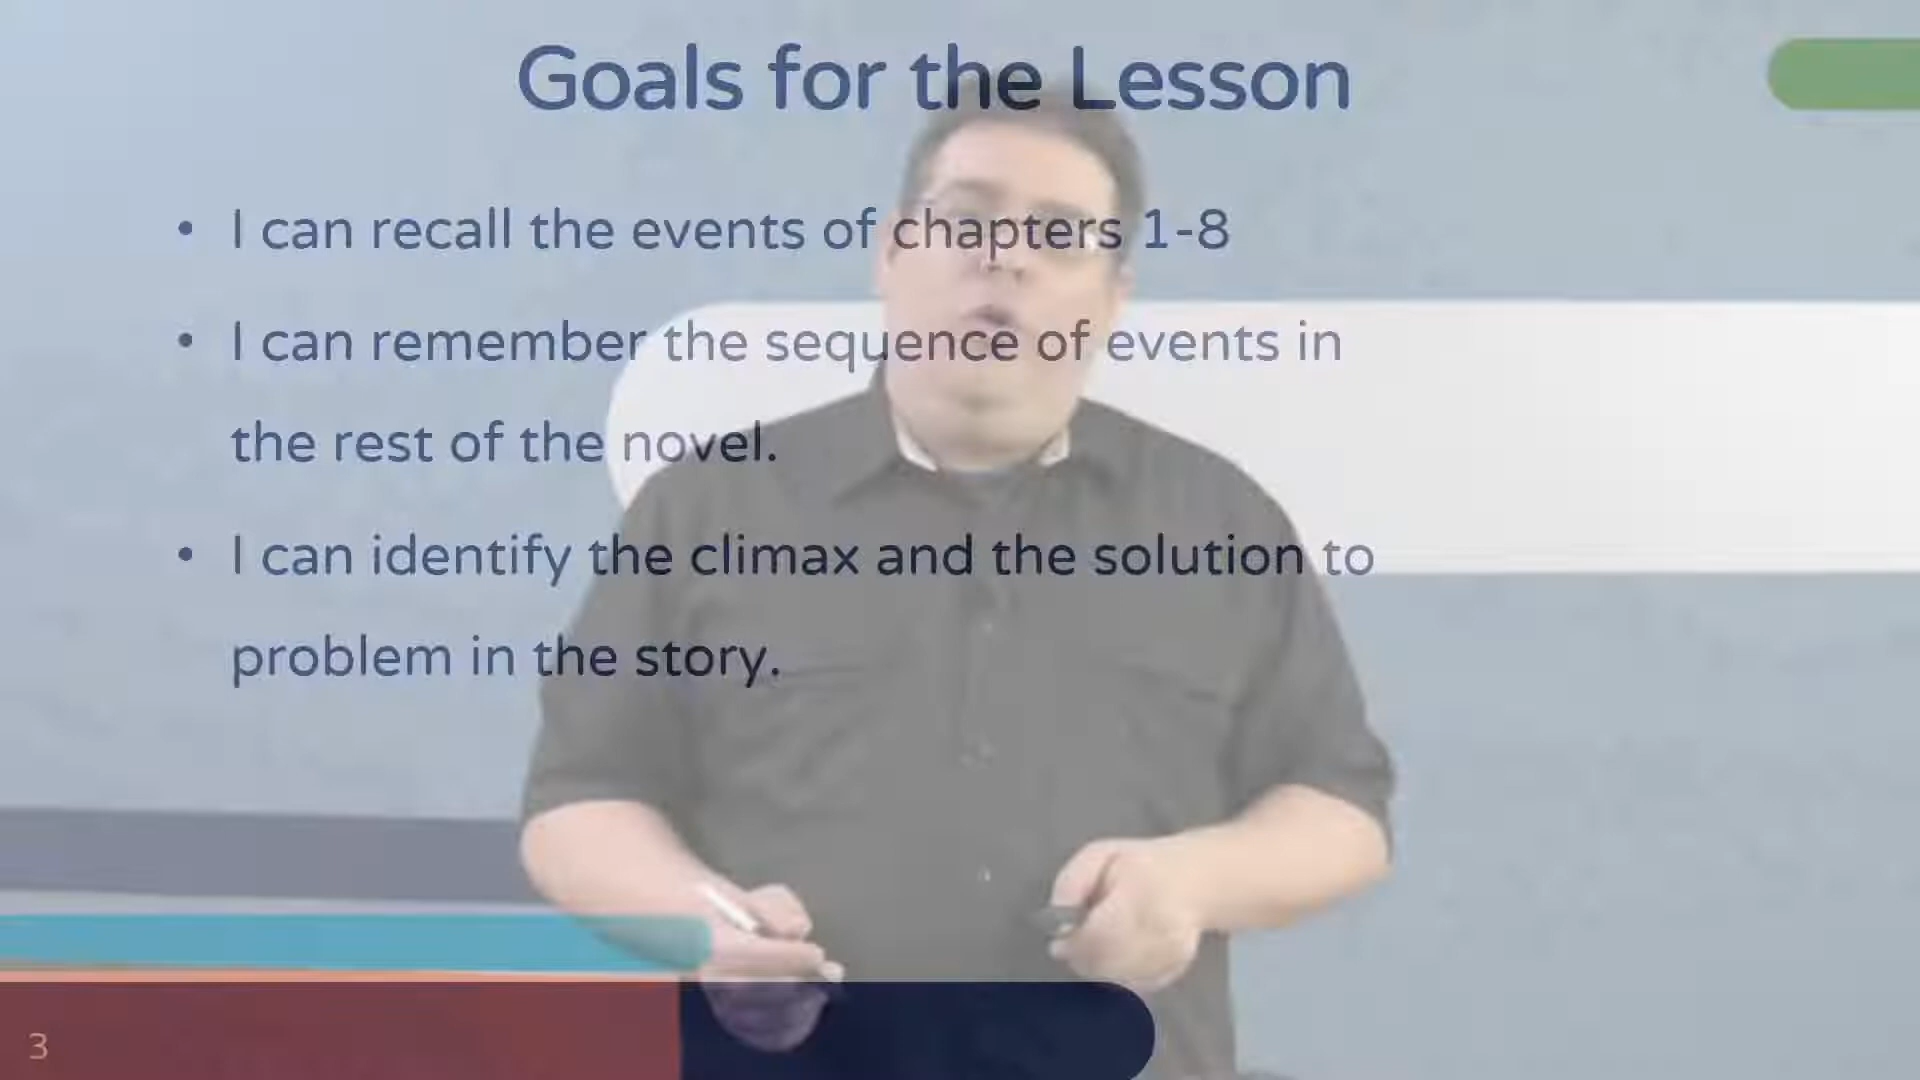 Goals for the Lesson
• I can recall the events of chapters 1-8
• I can remember the sequence of events in
the rest of the novel.
• I can identify the climax and the solution to
problem in the story.
3